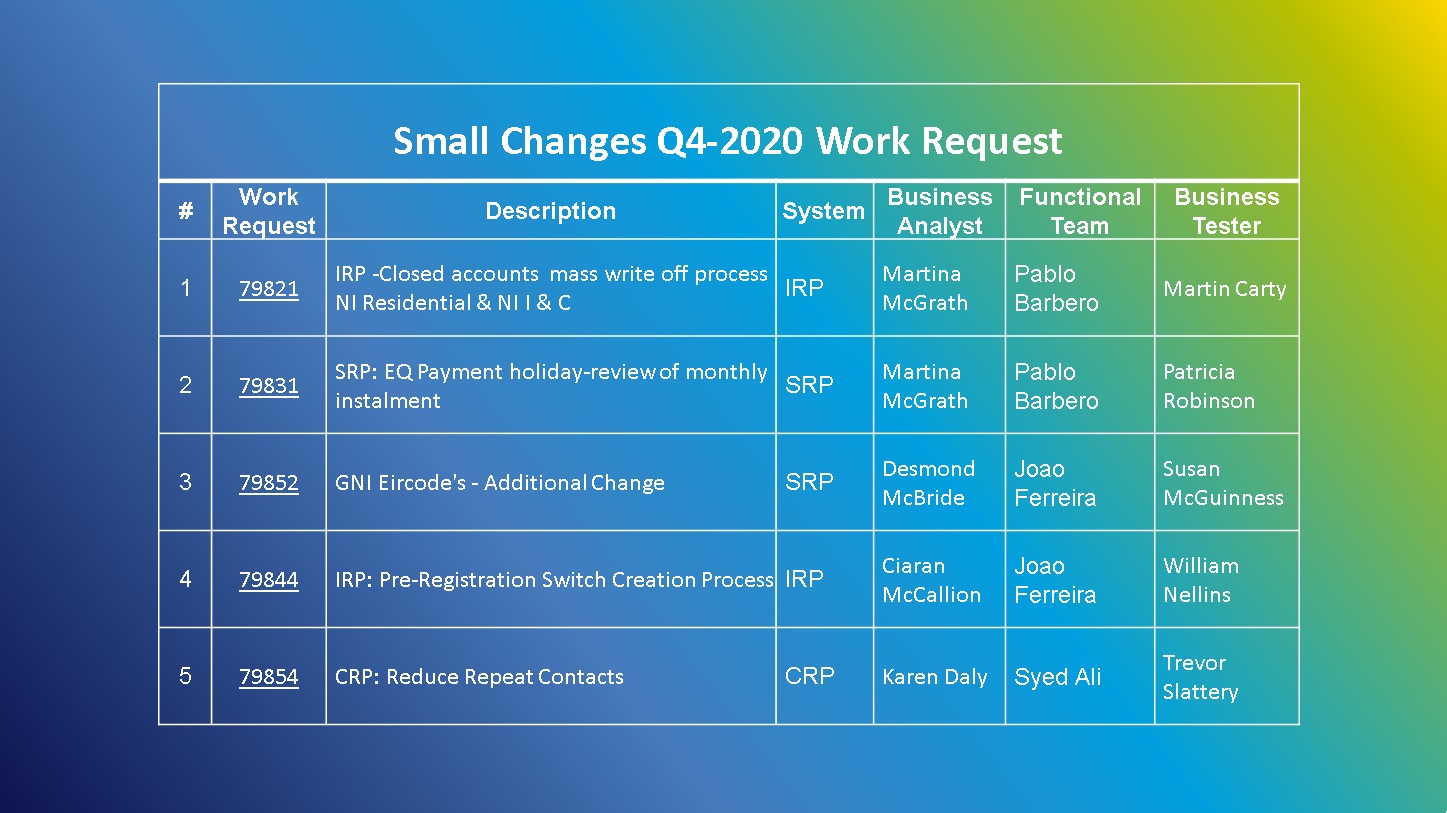 Small Changes Q4-2020 Work Request
# Work Request Description System Business Analyst Functional Team Business Tester
1 79821 IRP -Closed accounts mass write off process NI Residential & NI I & C IRP Martina McGrath Pablo Barbero Martin Carty
2 79831 SRP: EQ Payment holiday-review of monthly instalment SRP Martina McGrath Pablo Barbero Patricia Robinson
3 79852 GNI Eircode's - Additional Change SRP Desmond McBride Joao Ferreira Susan McGuinness
4 79844 IRP: Pre-Registration Switch Creation Process IRP Ciaran McCallion Joao Ferreira William Nellins
5 79854 CRP: Reduce Repeat Contacts CRP Karen Daly Syed Ali Trevor Slattery